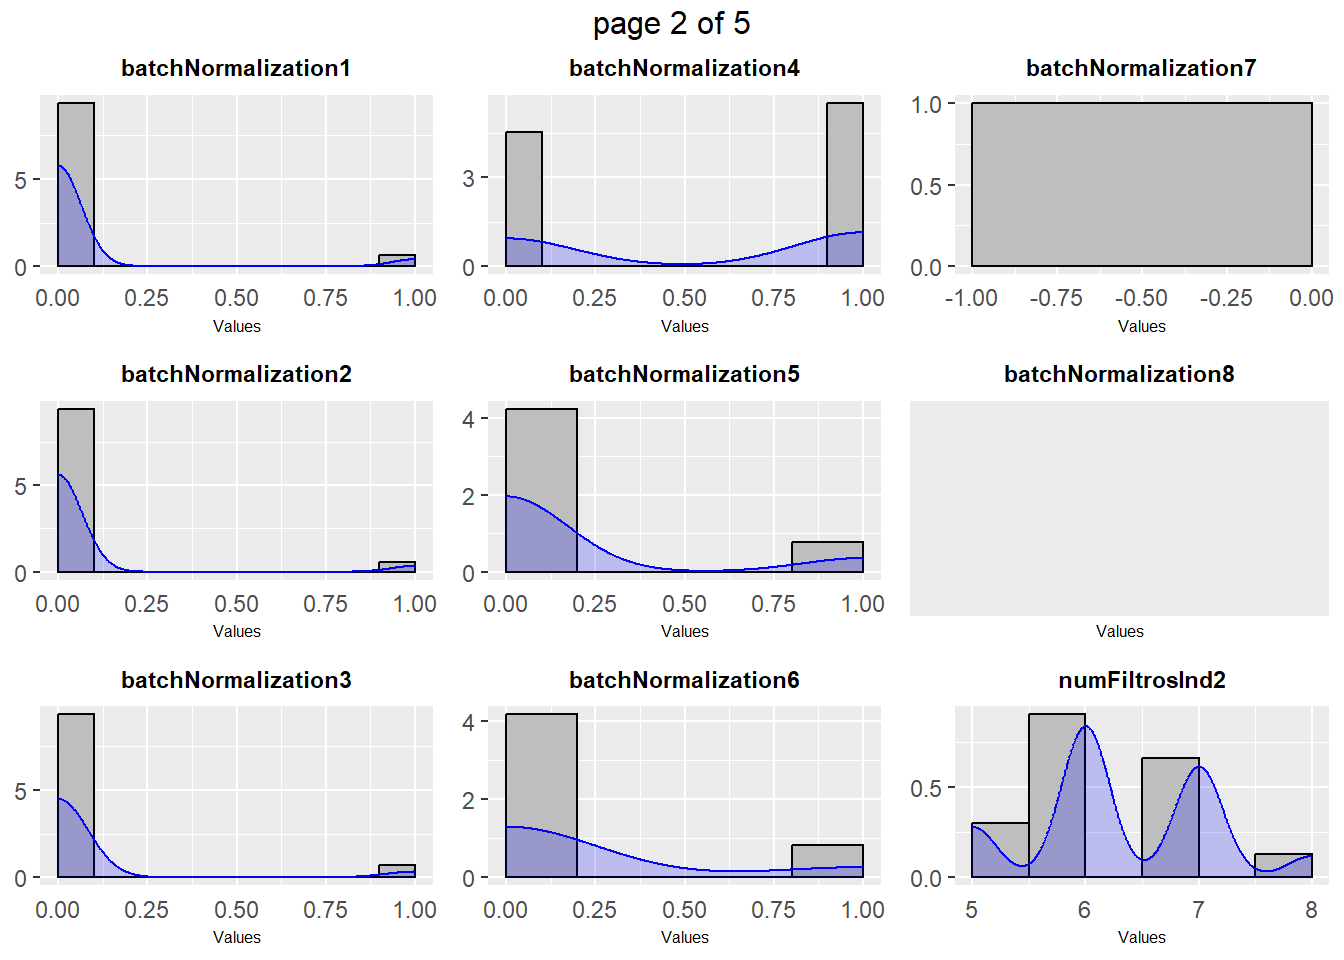 page 2 of 5
batchNormalization1
batchNormalization4
batchNormalization7
5
0
0.00 0.25 0.50 0.75 1.00
Values
3
0
0.00 0.25 0.50 0.75 1.00
Values
1.0
0.5
0.0
-1.00 -0.75 -0.50 -0.25 0.00
Values
batchNormalization2
batchNormalization5
batchNormalization8
5
0
0.00 0.25 0.50 0.75 1.00
Values
4
2
0
0.00 0.25 0.50 0.75 1.00
Values
Values
batchNormalization3
batchNormalization6
numFiltrosInd2
5
0
0.00 0.25 0.50 0.75 1.00
Values
4
2
0
0.00 0.25 0.50 0.75 1.00
Values
0.5
0.0
5 6 7 8
Values